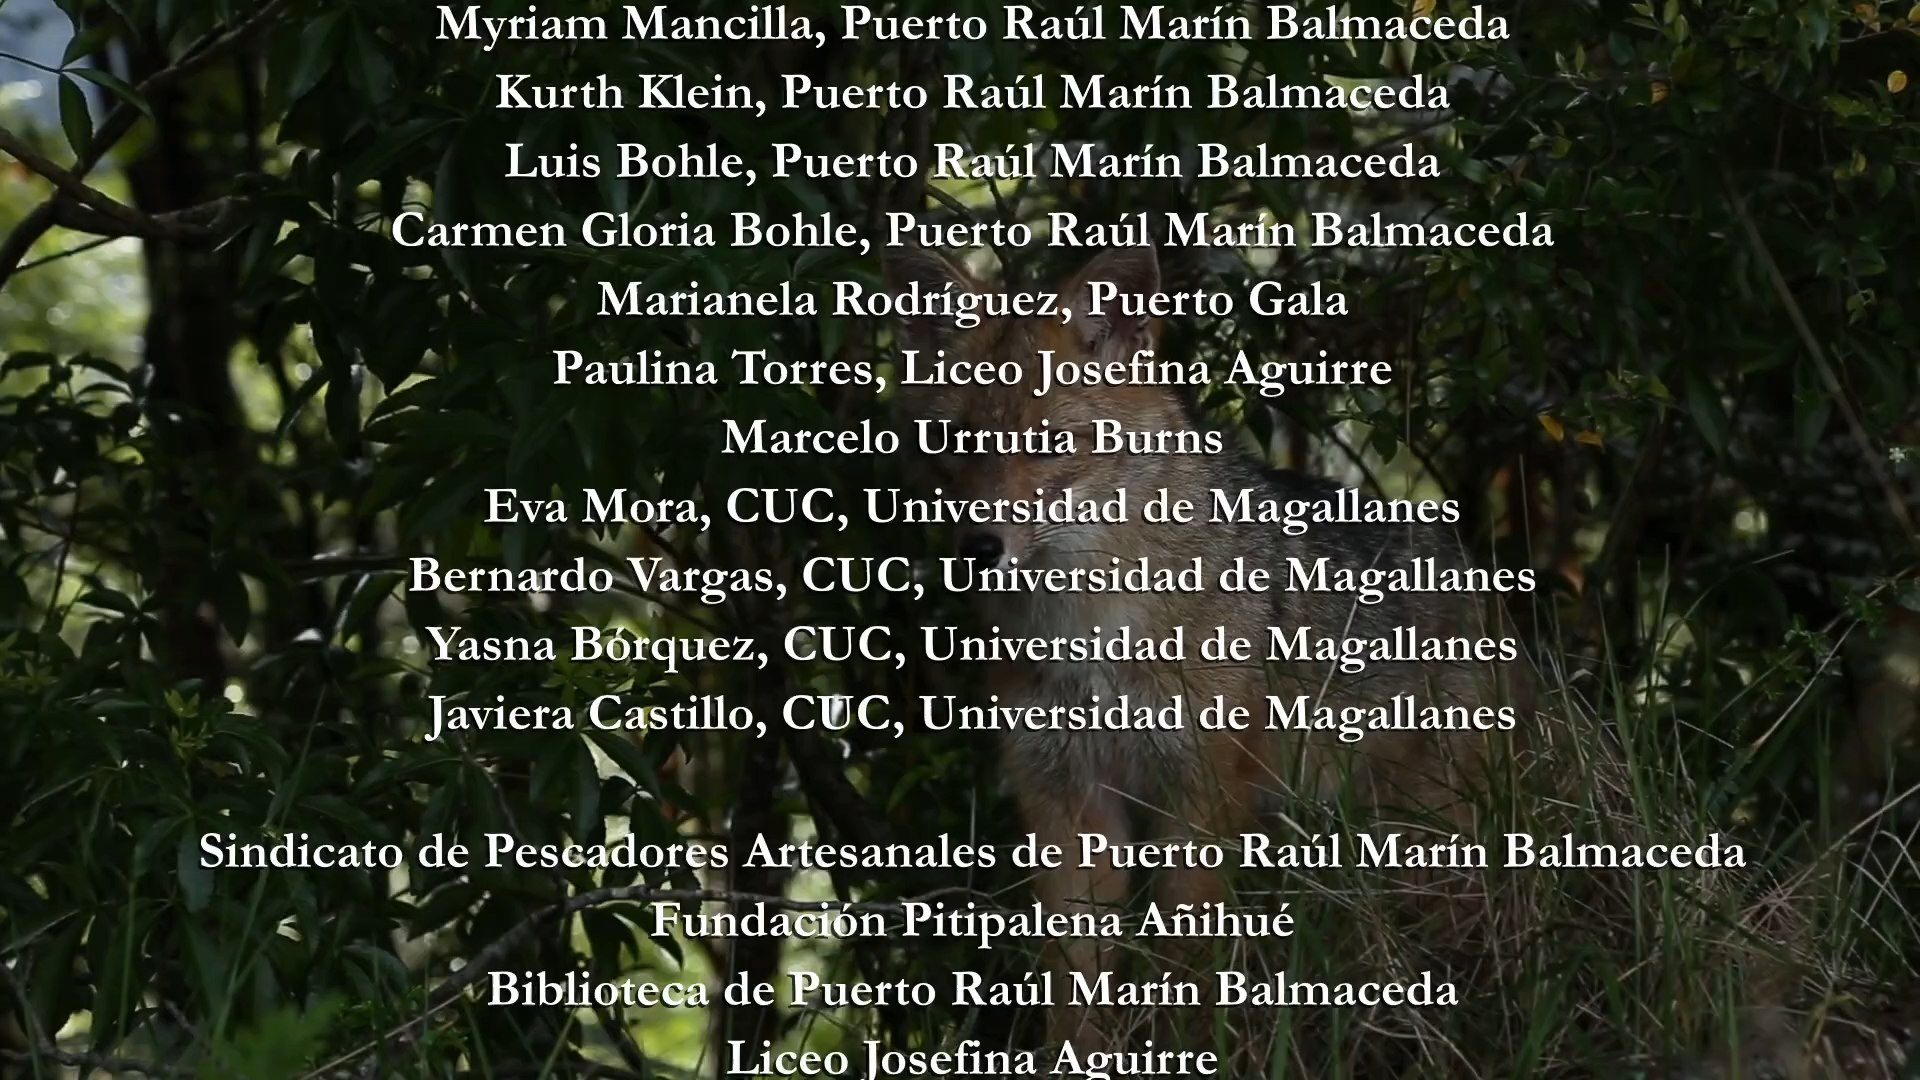 Myriam Mancilla, Puerto Raúl Marín Balmaceda
Kurth Klein, Puerto Raúl Marín Balmaceda
Luis Bohle, Puerto Raúl Marín Balmaceda
Carmen Gloria Bohle, Puerto Raúl Marín Balmaceda
Marianela Rodríguez, Puerto Gala
Paulina Torres, Liceo Josefina Aguirre
Marcelo Urrutia Burns
Eva Mora, CUC, Universidad de Magallanes
Bernardo Vargas, CUC, Universidad de Magallanes
Yasna Bórquez, CUC, Universidad de Magallanes
Javiera Castillo, CUC, Universidad de Magallanes
Sindicato de Pescadores Artesanales de Puerto Raúl Marín Balmaceda
Fundación Pitipalena Añihué
Biblioteca de Puerto Raúl Marín Balmaceda
Liceo Josefina Aguirre